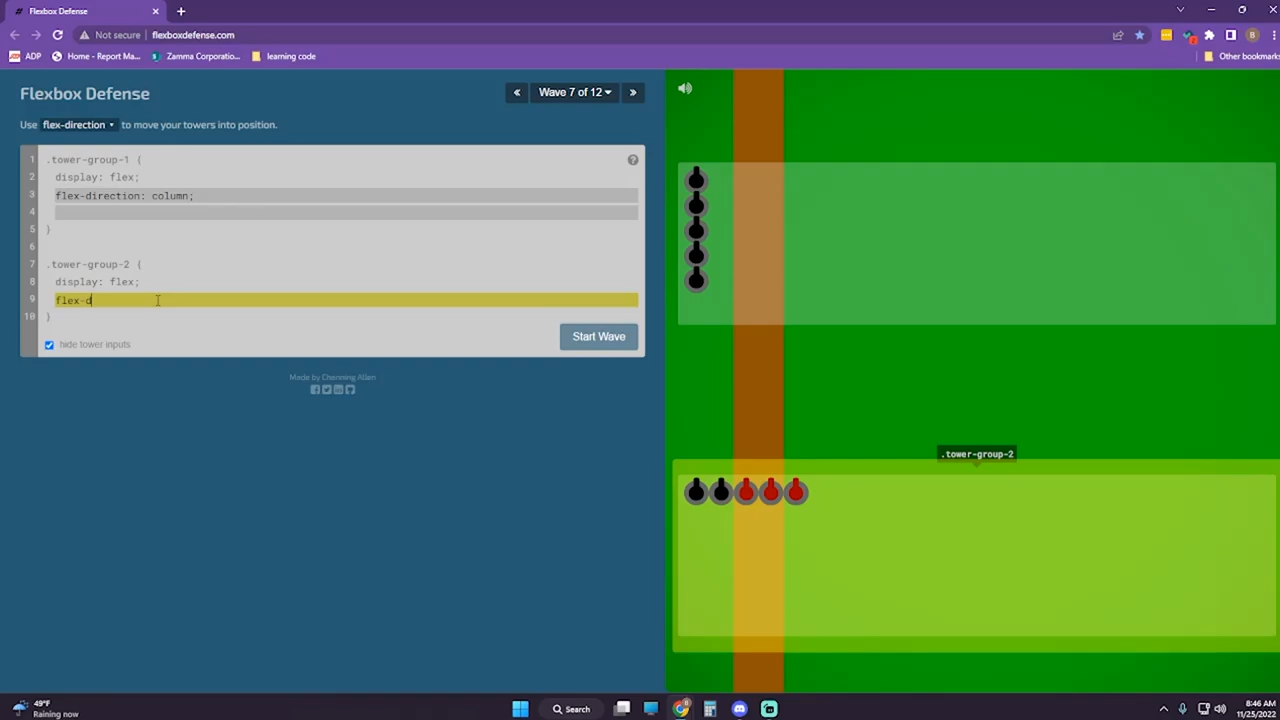 Flexbox Defense
Not secure | flexboxdefense.com
ADP Home - Report Ma... Zamma Corporatio... learning code Other bookmarks
Flexbox Defense
« Wave 7 of 12 »
Use flex-direction to move your towers into position.
1 .tower-group-1 {
2 display: flex;
3 flex-direction: column;
4
5 }
6
7 .tower-group-2 {
8 display: flex;
9 flex-d
10 }
hide tower inputs
Start Wave
Made by Channing Allen
.tower-group-2
49°F
Raining now
Search
8:46 AM
11/25/2022